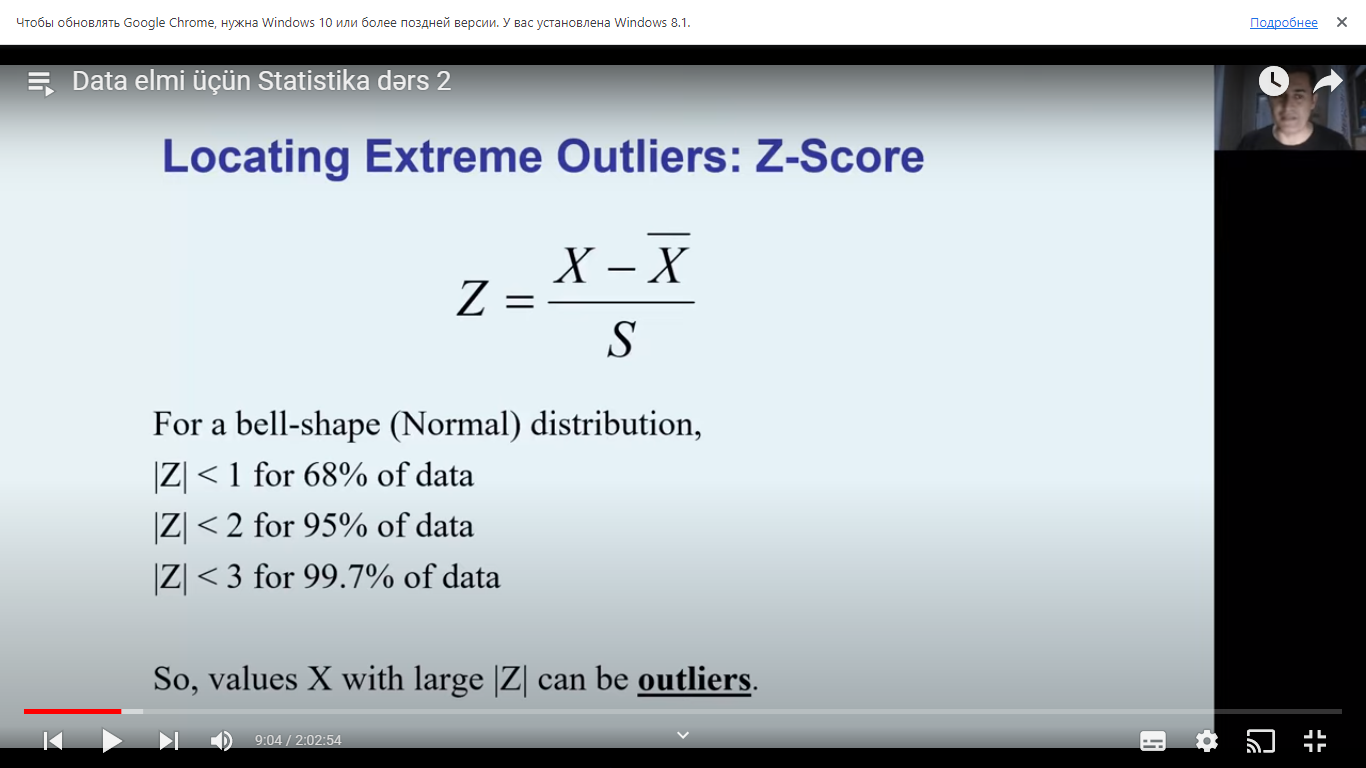 Чтобы обновлять Google Chrome, нужна Windows 10 или более поздней версии. У вас установлена Windows 8.1.
Подробнее
Data elmi üçün Statistika dərs 2
Locating Extreme Outliers: Z-Score
Z = (X − X̅) / S
For a bell-shape (Normal) distribution,
|Z| < 1 for 68% of data
|Z| < 2 for 95% of data
|Z| < 3 for 99.7% of data
So, values X with large |Z| can be outliers.
9:04 / 2:02:54